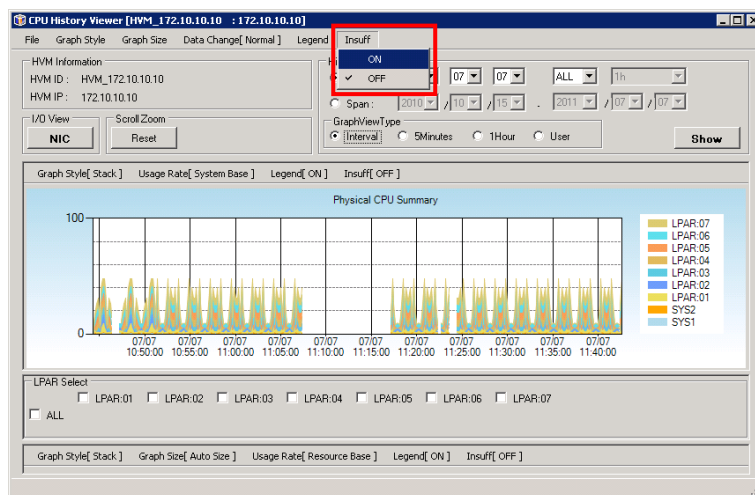 CPU History Viewer [HVM_172.10.10.10 : 172.10.10.10]
File Graph Style Graph Size Data Change[ Normal ] Legend Insuff
ON
OFF
HVM Information
HVM ID : HVM_172.10.10.10
HVM IP : 172.10.10.10
07 07 ALL 1h
Span : 2010 / 10 / 15 . 2011 / 07 / 07
I/O View Scroll Zoom
NIC Reset
GraphViewType
Interval 5Minutes 1Hour User
Show
Graph Style[ Stack ] Usage Rate[ System Base ] Legend[ ON ] Insuff[ OFF ]
Physical CPU Summary
100
0
07/07 07/07 07/07 07/07 07/07 07/07 07/07 07/07 07/07 07/07 07/07
10:50:00 10:55:00 11:00:00 11:05:00 11:10:00 11:15:00 11:20:00 11:25:00 11:30:00 11:35:00 11:40:00
LPAR:07
LPAR:06
LPAR:05
LPAR:04
LPAR:03
LPAR:02
LPAR:01
SYS2
SYS1
LPAR Select
LPAR:01 LPAR:02 LPAR:03 LPAR:04 LPAR:05 LPAR:06 LPAR:07
ALL
Graph Style[ Stack ] Graph Size[ Auto Size ] Usage Rate[ Resource Base ] Legend[ ON ] Insuff[ OFF ]